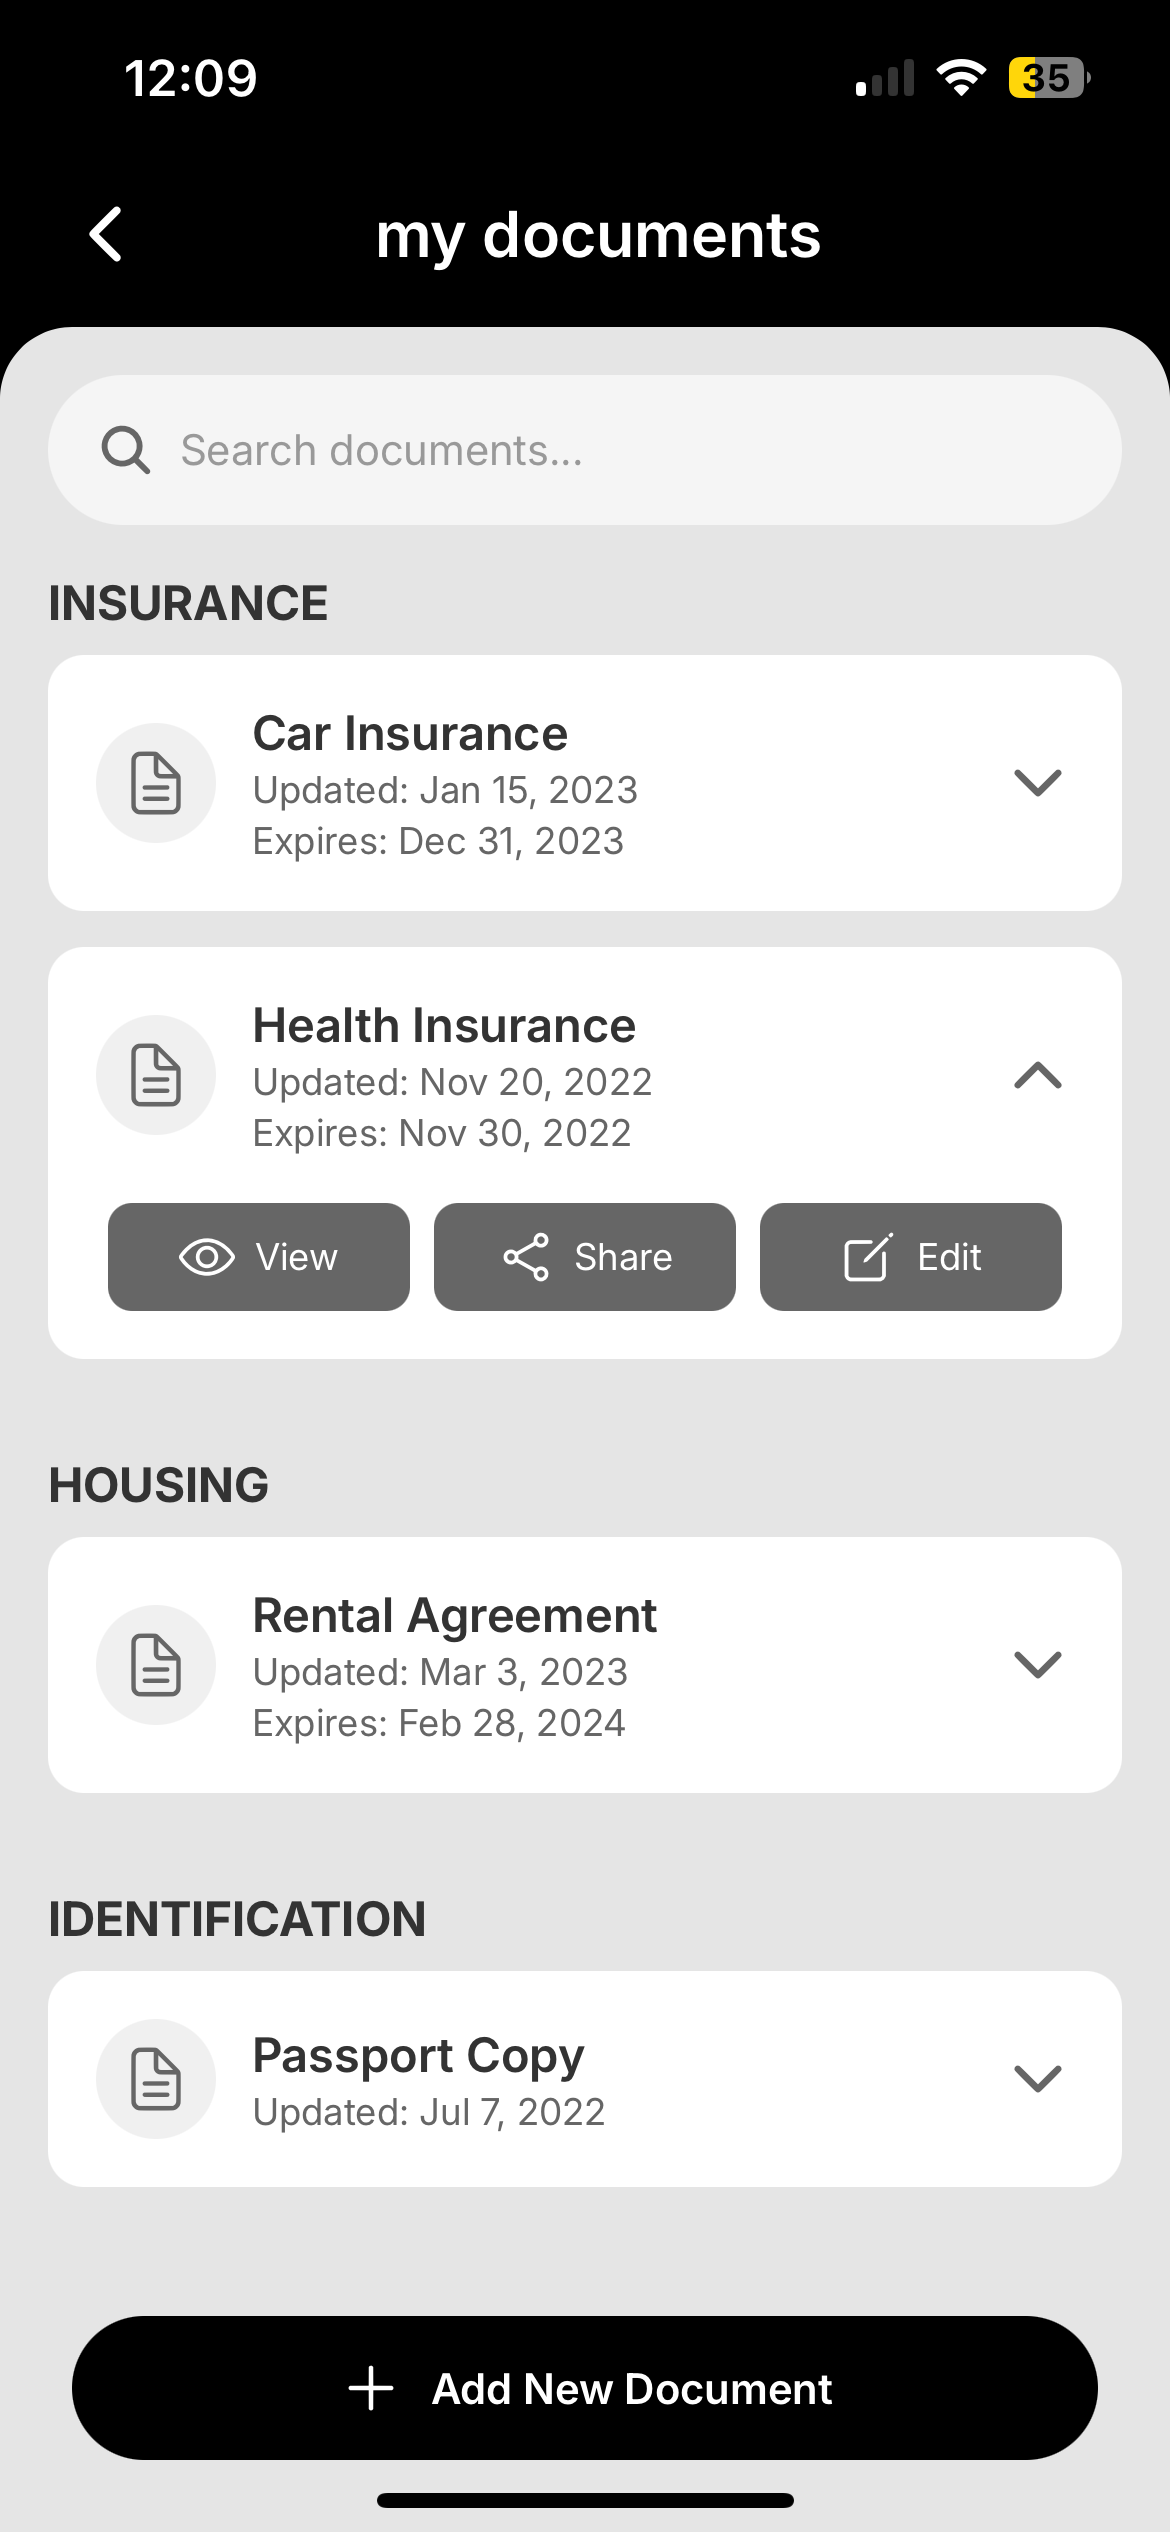 12:09
35
my documents
Search documents...
INSURANCE
Car Insurance
Updated: Jan 15, 2023
Expires: Dec 31, 2023
Health Insurance
Updated: Nov 20, 2022
Expires: Nov 30, 2022
View
Share
Edit
HOUSING
Rental Agreement
Updated: Mar 3, 2023
Expires: Feb 28, 2024
IDENTIFICATION
Passport Copy
Updated: Jul 7, 2022
Add New Document